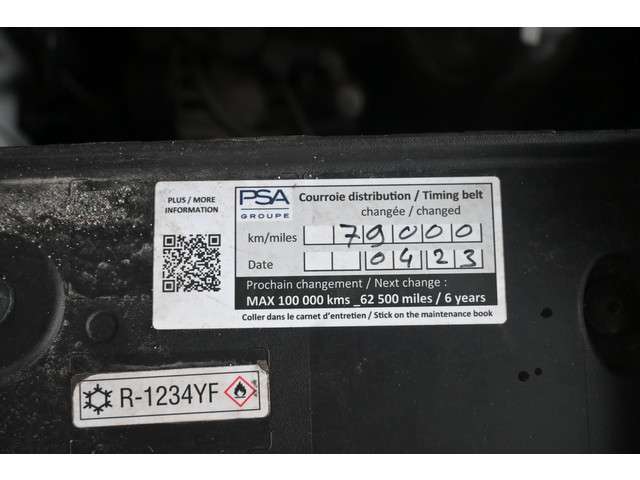 PLUS / MORE
INFORMATION
PSA
GROUPE
Courroie distribution / Timing belt
changée / changed
km/miles 79000
Date 0423
Prochain changement / Next change :
MAX 100 000 kms _62 500 miles / 6 years
Coller dans le carnet d'entretien / Stick on the maintenance book
R-1234YF